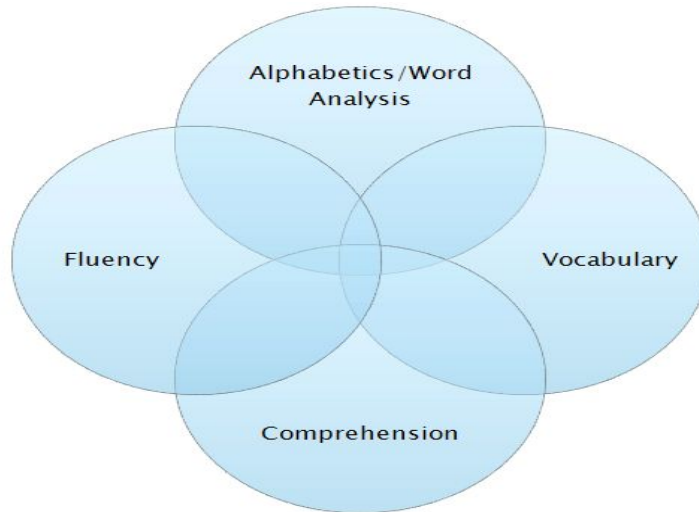 Alphabetics/Word
Analysis
Fluency
Vocabulary
Comprehension